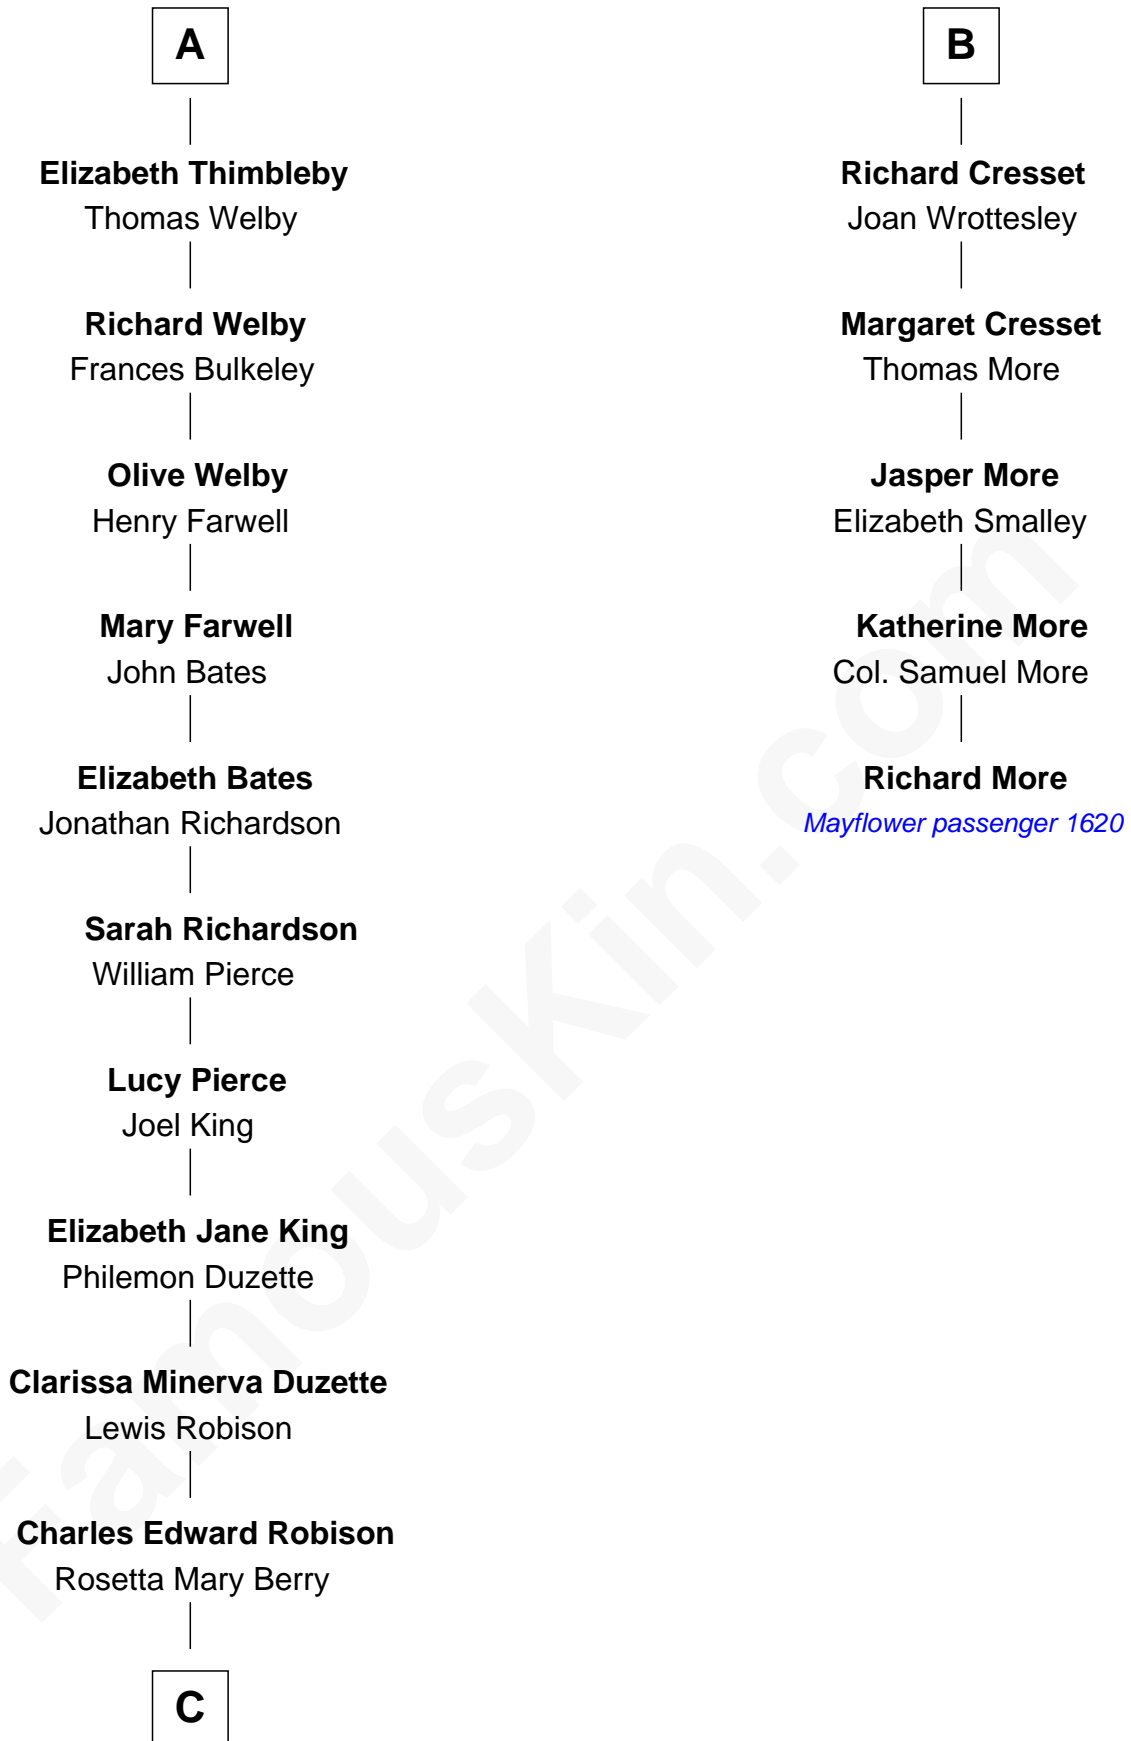 A
Elizabeth Thimbleby
Thomas Welby
Richard Welby
Frances Bulkeley
Olive Welby
Henry Farwell
Mary Farwell
John Bates
Elizabeth Bates
Jonathan Richardson
Sarah Richardson
William Pierce
Lucy Pierce
Joel King
Elizabeth Jane King
Philemon Duzette
Clarissa Minerva Duzette
Lewis Robison
Charles Edward Robison
Rosetta Mary Berry
C
B
Richard Cresset
Joan Wrottesley
Margaret Cresset
Thomas More
Jasper More
Elizabeth Smalley
Katherine More
Col. Samuel More
Richard More
Mayflower passenger 1620
FamousKin.com